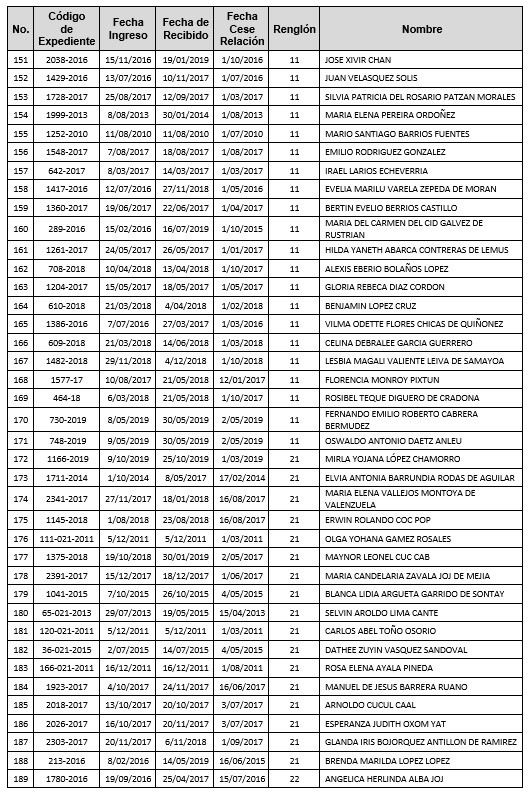 No. Código de Expediente Fecha Ingreso Fecha de Recibido Fecha Cese Relación Renglón Nombre
151 2038-2016 15/11/2016 19/01/2019 1/10/2016 11 JOSE XIVIR CHAN
152 1429-2016 13/07/2016 10/11/2017 1/07/2016 11 JUAN VELASQUEZ SOLIS
153 1728-2017 25/08/2017 12/09/2017 1/03/2017 11 SILVIA PATRICIA DEL ROSARIO PATZAN MORALES
154 1999-2013 8/08/2013 30/01/2014 1/08/2013 11 MARIA ELENA PEREIRA ORDOÑEZ
155 1252-2010 11/08/2010 11/08/2010 1/07/2010 11 MARIO SANTIAGO BARRIOS FUENTES
156 1548-2017 7/08/2017 18/08/2017 1/08/2017 11 EMILIO RODRIGUEZ GONZALEZ
157 642-2017 8/03/2017 14/03/2017 1/03/2017 11 IRAEL LARIOS ECHEVERRIA
158 1417-2016 12/07/2016 27/11/2018 1/05/2016 11 EVELIA MARILU VARELA ZEPEDA DE MORAN
159 1360-2017 19/06/2017 22/06/2017 1/04/2017 11 BERTIN EVELIO BERRIOS CASTILLO
160 289-2016 15/02/2016 16/07/2019 1/10/2015 11 MARIA DEL CARMEN DEL CID GALVEZ DE
RUSTRIAN
161 1261-2017 24/05/2017 26/05/2017 1/01/2017 11 HILDA YANETH ABARCA CONTRERAS DE LEMUS
162 708-2018 10/04/2018 13/04/2018 1/10/2017 11 ALEXIS EBERIO BOLAÑOS LOPEZ
163 1204-2017 15/05/2017 18/05/2017 1/05/2017 11 GLORIA REBECA DIAZ CORDON
164 610-2018 21/03/2018 4/04/2018 1/02/2018 11 BENJAMIN LOPEZ CRUZ
165 1386-2016 7/07/2016 27/03/2017 1/03/2016 11 VILMA ODETTE FLORES CHICAS DE QUIÑONEZ
166 609-2018 21/03/2018 14/06/2018 1/03/2018 11 CELINA DEBRALEE GARCIA GUERRERO
167 1482-2018 29/11/2018 4/12/2018 1/10/2018 11 LESBIA MAGALI VALIENTE LEIVA DE SAMAYOA
168 1577-17 10/08/2017 21/05/2018 12/01/2017 11 FLORENCIA MONROY PIXTUN
169 464-18 6/03/2018 21/05/2018 1/10/2017 11 ROSIBEL TEQUE DIGUERO DE CRADONA
170 730-2019 8/05/2019 30/05/2019 2/05/2019 11 FERNANDO EMILIO ROBERTO CABRERA
BERMUDEZ
171 748-2019 9/05/2019 30/05/2019 2/05/2019 11 OSWALDO ANTONIO DAETZ ANLEU
172 1166-2019 9/10/2019 25/10/2019 1/03/2019 21 MIRLA YOJANA LÓPEZ CHAMORRO
173 1711-2014 1/10/2014 8/05/2017 17/02/2014 21 ELVIA ANTONIA BARRUNDIA RODAS DE AGUILAR
174 2341-2017 27/11/2017 18/01/2018 16/08/2017 21 MARIA ELENA VALLEJOS MONTOYA DE
VALENZUELA
175 1145-2018 1/08/2018 23/08/2018 16/08/2017 21 ERWIN ROLANDO COC POP
176 111-021-2011 5/12/2011 5/12/2011 1/03/2011 21 OLGA YOHANA GAMEZ ROSALES
177 1375-2018 19/10/2018 30/01/2019 2/05/2017 21 MAYNOR LEONEL CUC CAB
178 2391-2017 15/12/2017 18/12/2017 1/06/2017 21 MARIA CANDELARIA ZAVALA JOJ DE MEJIA
179 1041-2015 7/10/2015 26/10/2015 4/05/2015 21 BLANCA LIDIA ARGUETA GARRIDO DE SONTAY
180 65-021-2013 29/07/2013 19/05/2015 15/04/2013 21 SELVIN AROLDO LIMA CANTE
181 120-021-2011 5/12/2011 5/12/2011 1/03/2011 21 CARLOS ABEL TOÑO OSORIO
182 36-021-2015 2/07/2015 14/07/2015 4/05/2015 21 DATHEE ZUYIN VASQUEZ SANDOVAL
183 166-021-2011 16/12/2011 16/12/2011 1/08/2011 21 ROSA ELENA AYALA PINEDA
184 1923-2017 4/10/2017 24/11/2017 16/06/2017 21 MANUEL DE JESUS BARRERA RUANO
185 2018-2017 13/10/2017 20/10/2017 3/07/2017 21 ARNOLDO CUCUL CAAL
186 2026-2017 16/10/2017 20/11/2017 3/07/2017 21 ESPERANZA JUDITH OXOM YAT
187 2303-2017 20/11/2017 6/11/2018 1/09/2017 21 GLANDA IRIS BOJORQUEZ ANTILLON DE RAMIREZ
188 213-2016 8/02/2016 14/05/2019 16/06/2015 21 BRENDA MARILDA LOPEZ LOPEZ
189 1780-2016 19/09/2016 25/04/2017 15/07/2016 22 ANGELICA HERLINDA ALBA JOJ